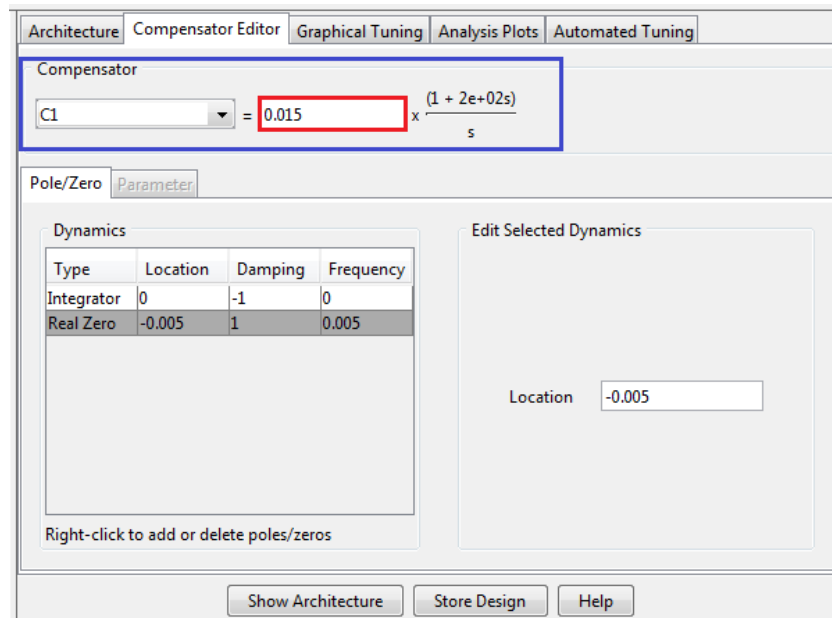 Architecture Compensator Editor Graphical Tuning Analysis Plots Automated Tuning
Compensator
C1 = 0.015 x (1 + 2e+02s)
s
Pole/Zero Parameter
Dynamics
Type Location Damping Frequency
Integrator 0 -1 0
Real Zero -0.005 1 0.005
Right-click to add or delete poles/zeros
Edit Selected Dynamics
Location -0.005
Show Architecture Store Design Help